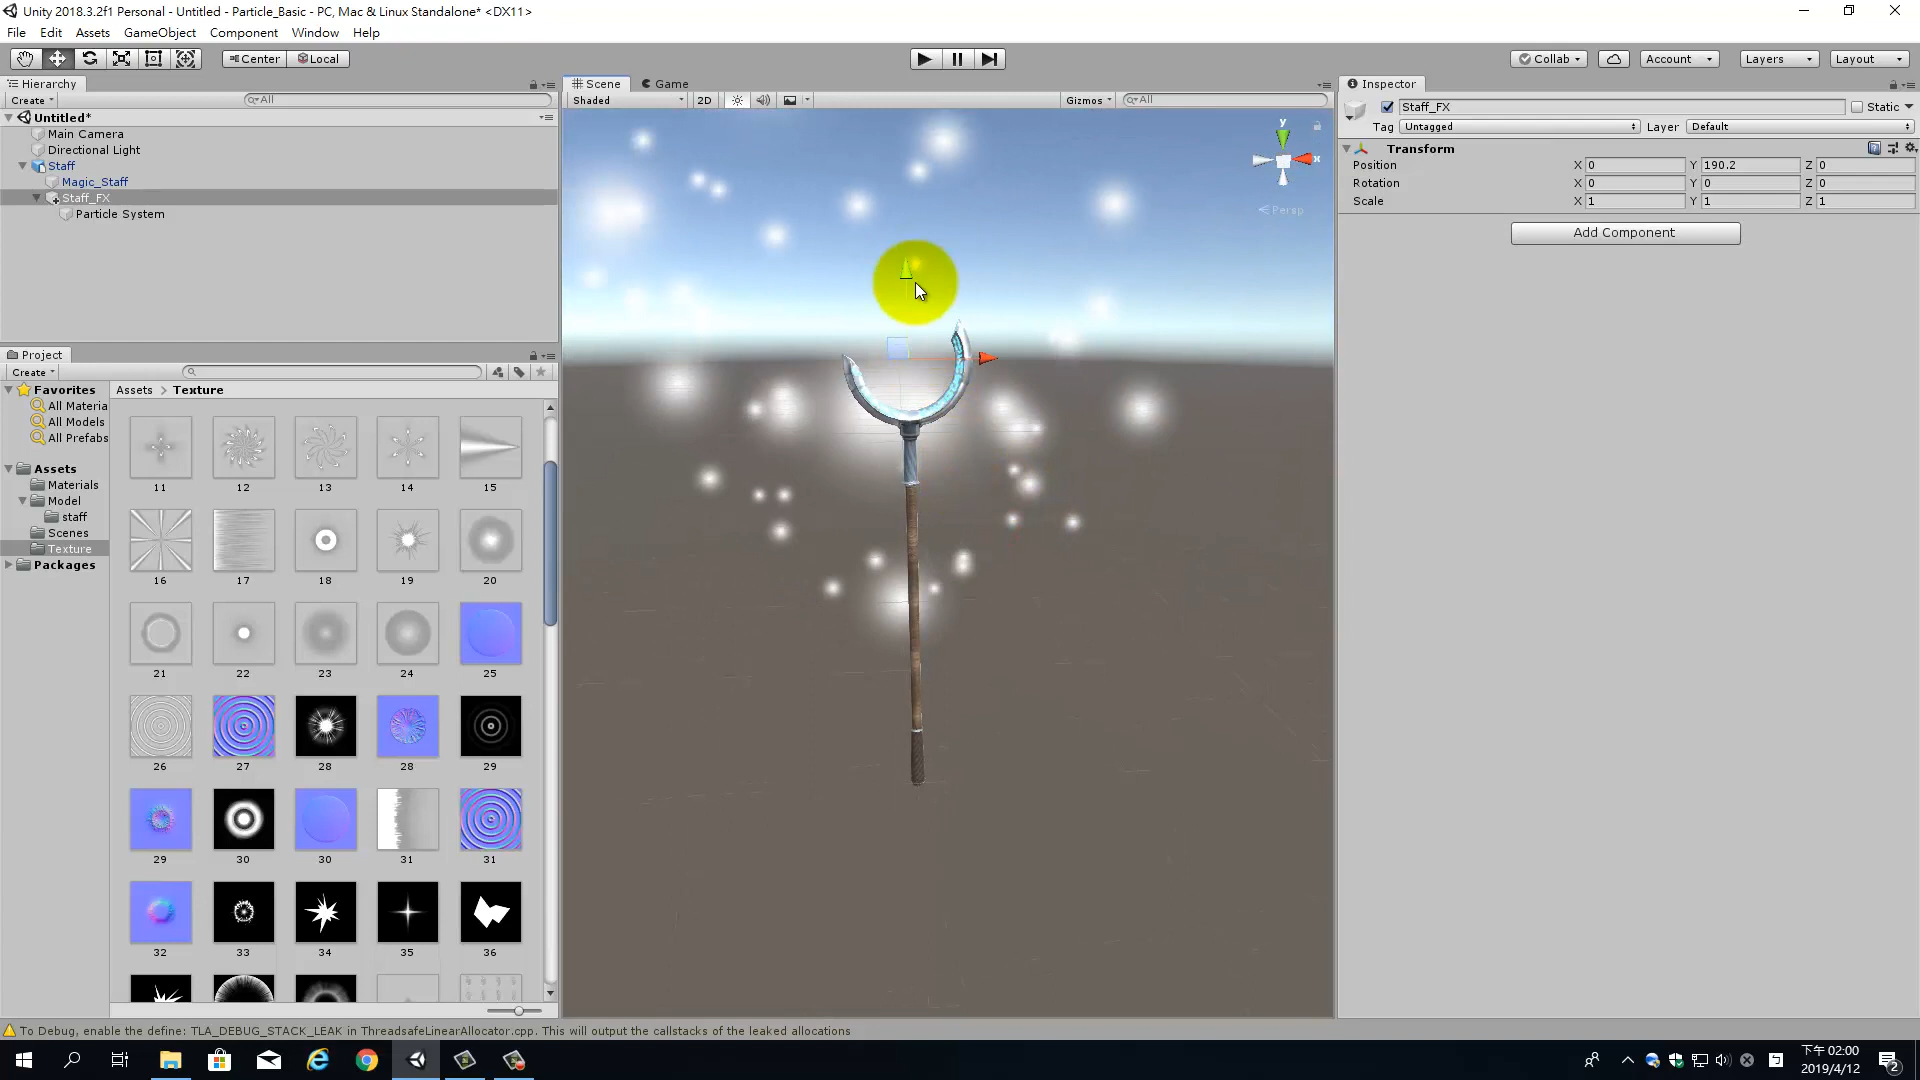 Unity 2018.3.2f1 Personal - Untitled - Particle_Basic - PC, Mac & Linux Standalone* <DX11>
File Edit Assets GameObject Component Window Help
Center Local Collab Account Layers Layout
Hierarchy
Create All
Untitled*
Main Camera
Directional Light
Staff
Magic_Staff
Staff_FX
Particle System
Scene Game
Shaded 2D Gizmos All
y
x
Persp
Inspector
Staff_FX Static
Tag Untagged Layer Default
Transform
Position X 0 Y 190.2 Z 0
Rotation X 0 Y 0 Z 0
Scale X 1 Y 1 Z 1
Add Component
Project
Create
Favorites
All Materia
All Models
All Prefabs
Assets
Materials
Model
staff
Scenes
Texture
Packages
Assets > Texture
11 12 13 14 15
16 17 18 19 20
21 22 23 24 25
26 27 28 28 29
29 30 30 31 31
32 33 34 35 36
To Debug, enable the define: TLA_DEBUG_STACK_LEAK in ThreadsafeLinearAllocator.cpp. This will output the callstacks of the leaked allocations
下午 02:00
2019/4/12
2